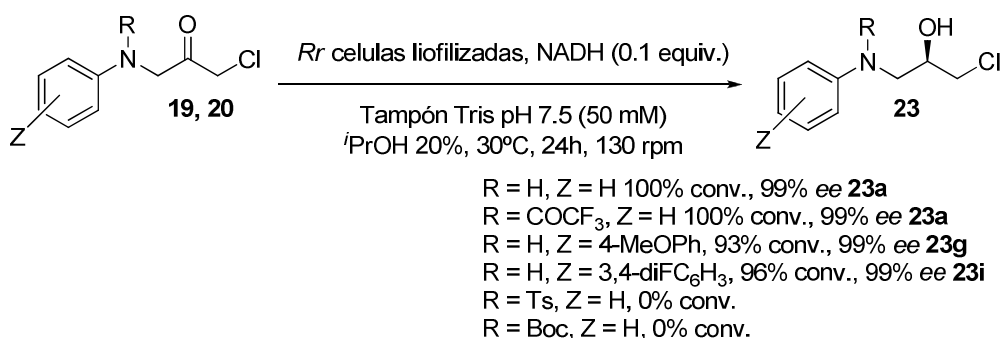 R
N
O
Cl
Z
19, 20
Rr celulas liofilizadas, NADH (0.1 equiv.)
Tampón Tris pH 7.5 (50 mM)
iPrOH 20%, 30ºC, 24h, 130 rpm
R
N
OH
Cl
Z
23
R = H, Z = H 100% conv., 99% ee 23a
R = COCF₃, Z = H 100% conv., 99% ee 23a
R = H, Z = 4-MeOPh, 93% conv., 99% ee 23g
R = H, Z = 3,4-diFC₆H₃, 96% conv., 99% ee 23i
R = Ts, Z = H, 0% conv.
R = Boc, Z = H, 0% conv.